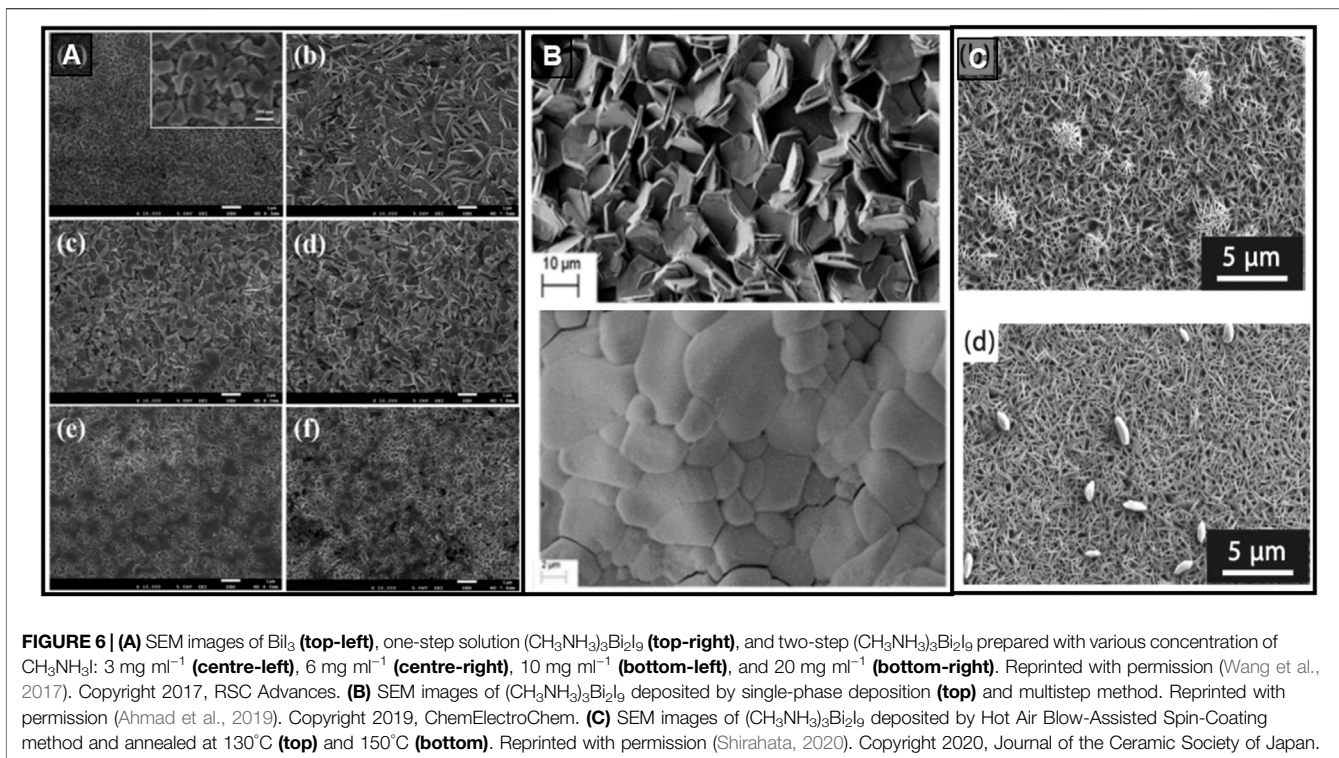 A
(b)
(c)
(d)
(e)
(f)
B
10 µm
2 µm
C
5 µm
(d)
5 µm
FIGURE 6 | (A) SEM images of BiI₃ (top-left), one-step solution (CH₃NH₃)₃Bi₂I₉ (top-right), and two-step (CH₃NH₃)₃Bi₂I₉ prepared with various concentration of
CH₃NH₃I: 3 mg ml⁻¹ (centre-left), 6 mg ml⁻¹ (centre-right), 10 mg ml⁻¹ (bottom-left), and 20 mg ml⁻¹ (bottom-right). Reprinted with permission (Wang et al.,
2017). Copyright 2017, RSC Advances. (B) SEM images of (CH₃NH₃)₃Bi₂I₉ deposited by single-phase deposition (top) and multistep method. Reprinted with
permission (Ahmad et al., 2019). Copyright 2019, ChemElectroChem. (C) SEM images of (CH₃NH₃)₃Bi₂I₉ deposited by Hot Air Blow-Assisted Spin-Coating
method and annealed at 130°C (top) and 150°C (bottom). Reprinted with permission (Shirahata, 2020). Copyright 2020, Journal of the Ceramic Society of Japan.